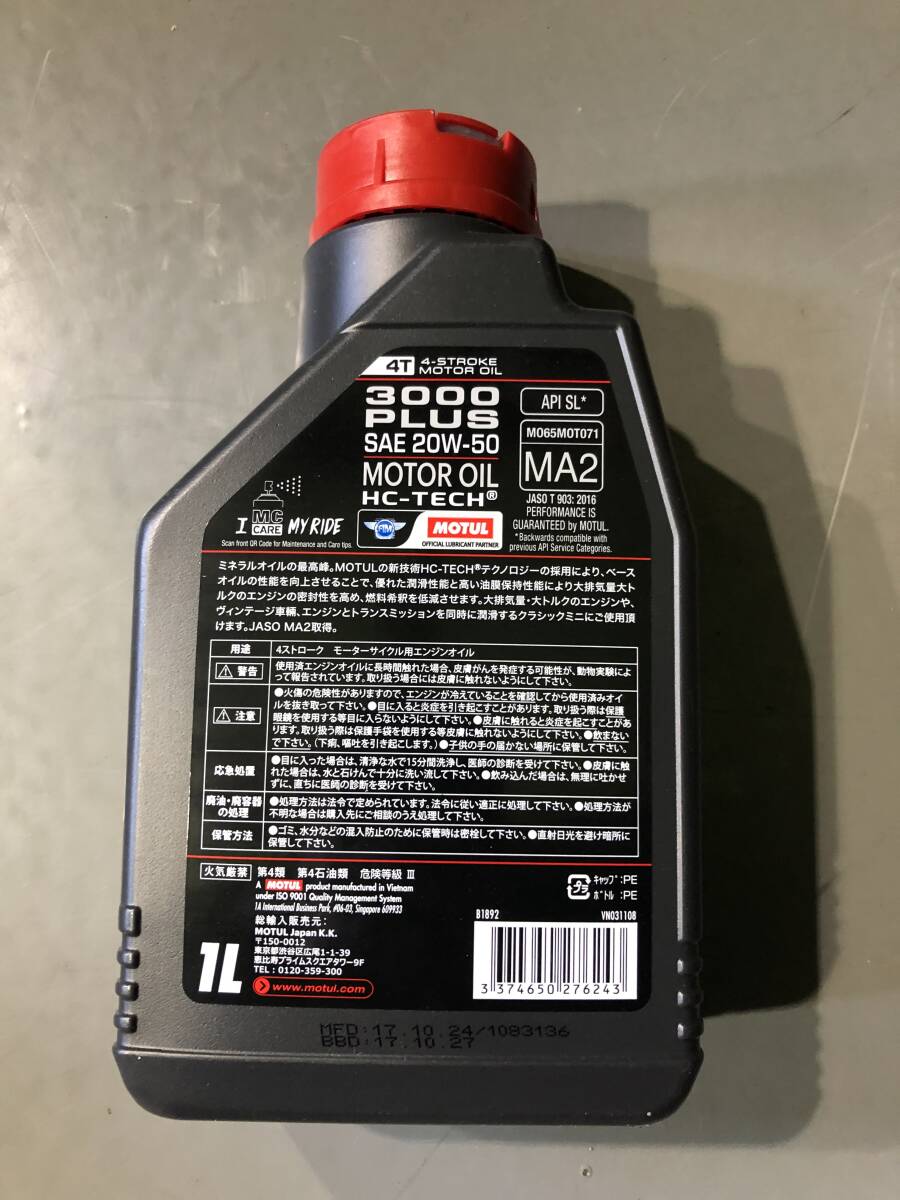 4T 4-STROKE
MOTOR OIL
3000
PLUS
SAE 20W-50
MOTOR OIL
HC-TECH®
API SL*
MO65MOT071
MA2
JASO T 903: 2016
PERFORMANCE IS
GUARANTEED by MOTUL.
*Backwards compatible with
previous API Service Categories.
I MC CARE MY RIDE
Scan front QR Code for Maintenance and Care tips.
FIM
MOTUL
OFFICIAL LUBRICANT PARTNER
ミネラルオイルの最高峰。MOTULの新技術HC-TECH®テクノロジーの採用により、ベース
オイルの性能を向上させることで、優れた潤滑性能と高い油膜保持性能により大排気量大ト
ルクのエンジンの密封性を高め、燃料希釈を低減させます。大排気量・大トルクのエンジンや、
ヴィンテージ車輌、エンジンとトランスミッションを同時に潤滑するクラシックミニにご使用頂
けます。JASO MA2取得。
用途 4ストローク モーターサイクル用エンジンオイル
警告 使用済エンジンオイルに長時間触れた場合、皮膚がんを発症する可能性が、動物実験によ
って報告されています。取り扱う場合には皮膚に触れないようにして下さい。
注意 ●火傷の危険性がありますので、エンジンが冷えていることを確認してから使用済みオイ
ルを抜き取って下さい。●目に入ると炎症を引き起こすことがあります。取り扱う際は保護
眼鏡を使用する等目に入らないようにして下さい。●皮膚に触れると炎症を起こすことがあ
ります。取り扱う際は保護手袋を使用する等皮膚に触れないようにして下さい。●飲まない
で下さい。(下痢、嘔吐を引き起こします。)●子供の手の届かない場所に保管して下さい。
応急処置 ●目に入った場合は、清浄な水で15分間洗浄し、医師の診断を受けて下さい。●皮膚に触
れた場合は、水と石けんで十分に洗い流して下さい。●飲み込んだ場合は、無理に吐かせ
ずに、直ちに医師の診断を受けて下さい。
廃油・廃容器
の処理 ●処理方法は法令で定められています。法令に従い適正に処理して下さい。●処理方法が
不明な場合は購入先にご相談のうえ処理して下さい。
保管方法 ●ゴミ、水分などの混入防止のために保管時は密栓して下さい。●直射日光を避け暗所に
保管して下さい。
火気厳禁 第4類 第4石油類 危険等級 Ⅲ
A MOTUL product manufactured in Vietnam
under ISO 9001 Quality Management System
1A International Business Park, #06-03, Singapore 609933
総輸入販売元:
MOTUL Japan K.K.
〒150-0012
東京都渋谷区広尾1-1-39
恵比寿プライムスクエアタワー9F
TEL : 0120-359-300
www.motul.com
1L
プラ
キャップ:PE
ボトル:PE
B1892
VN031108
3 374650 276243
MFD:17.10.24/1083136
BBD:17.10.27